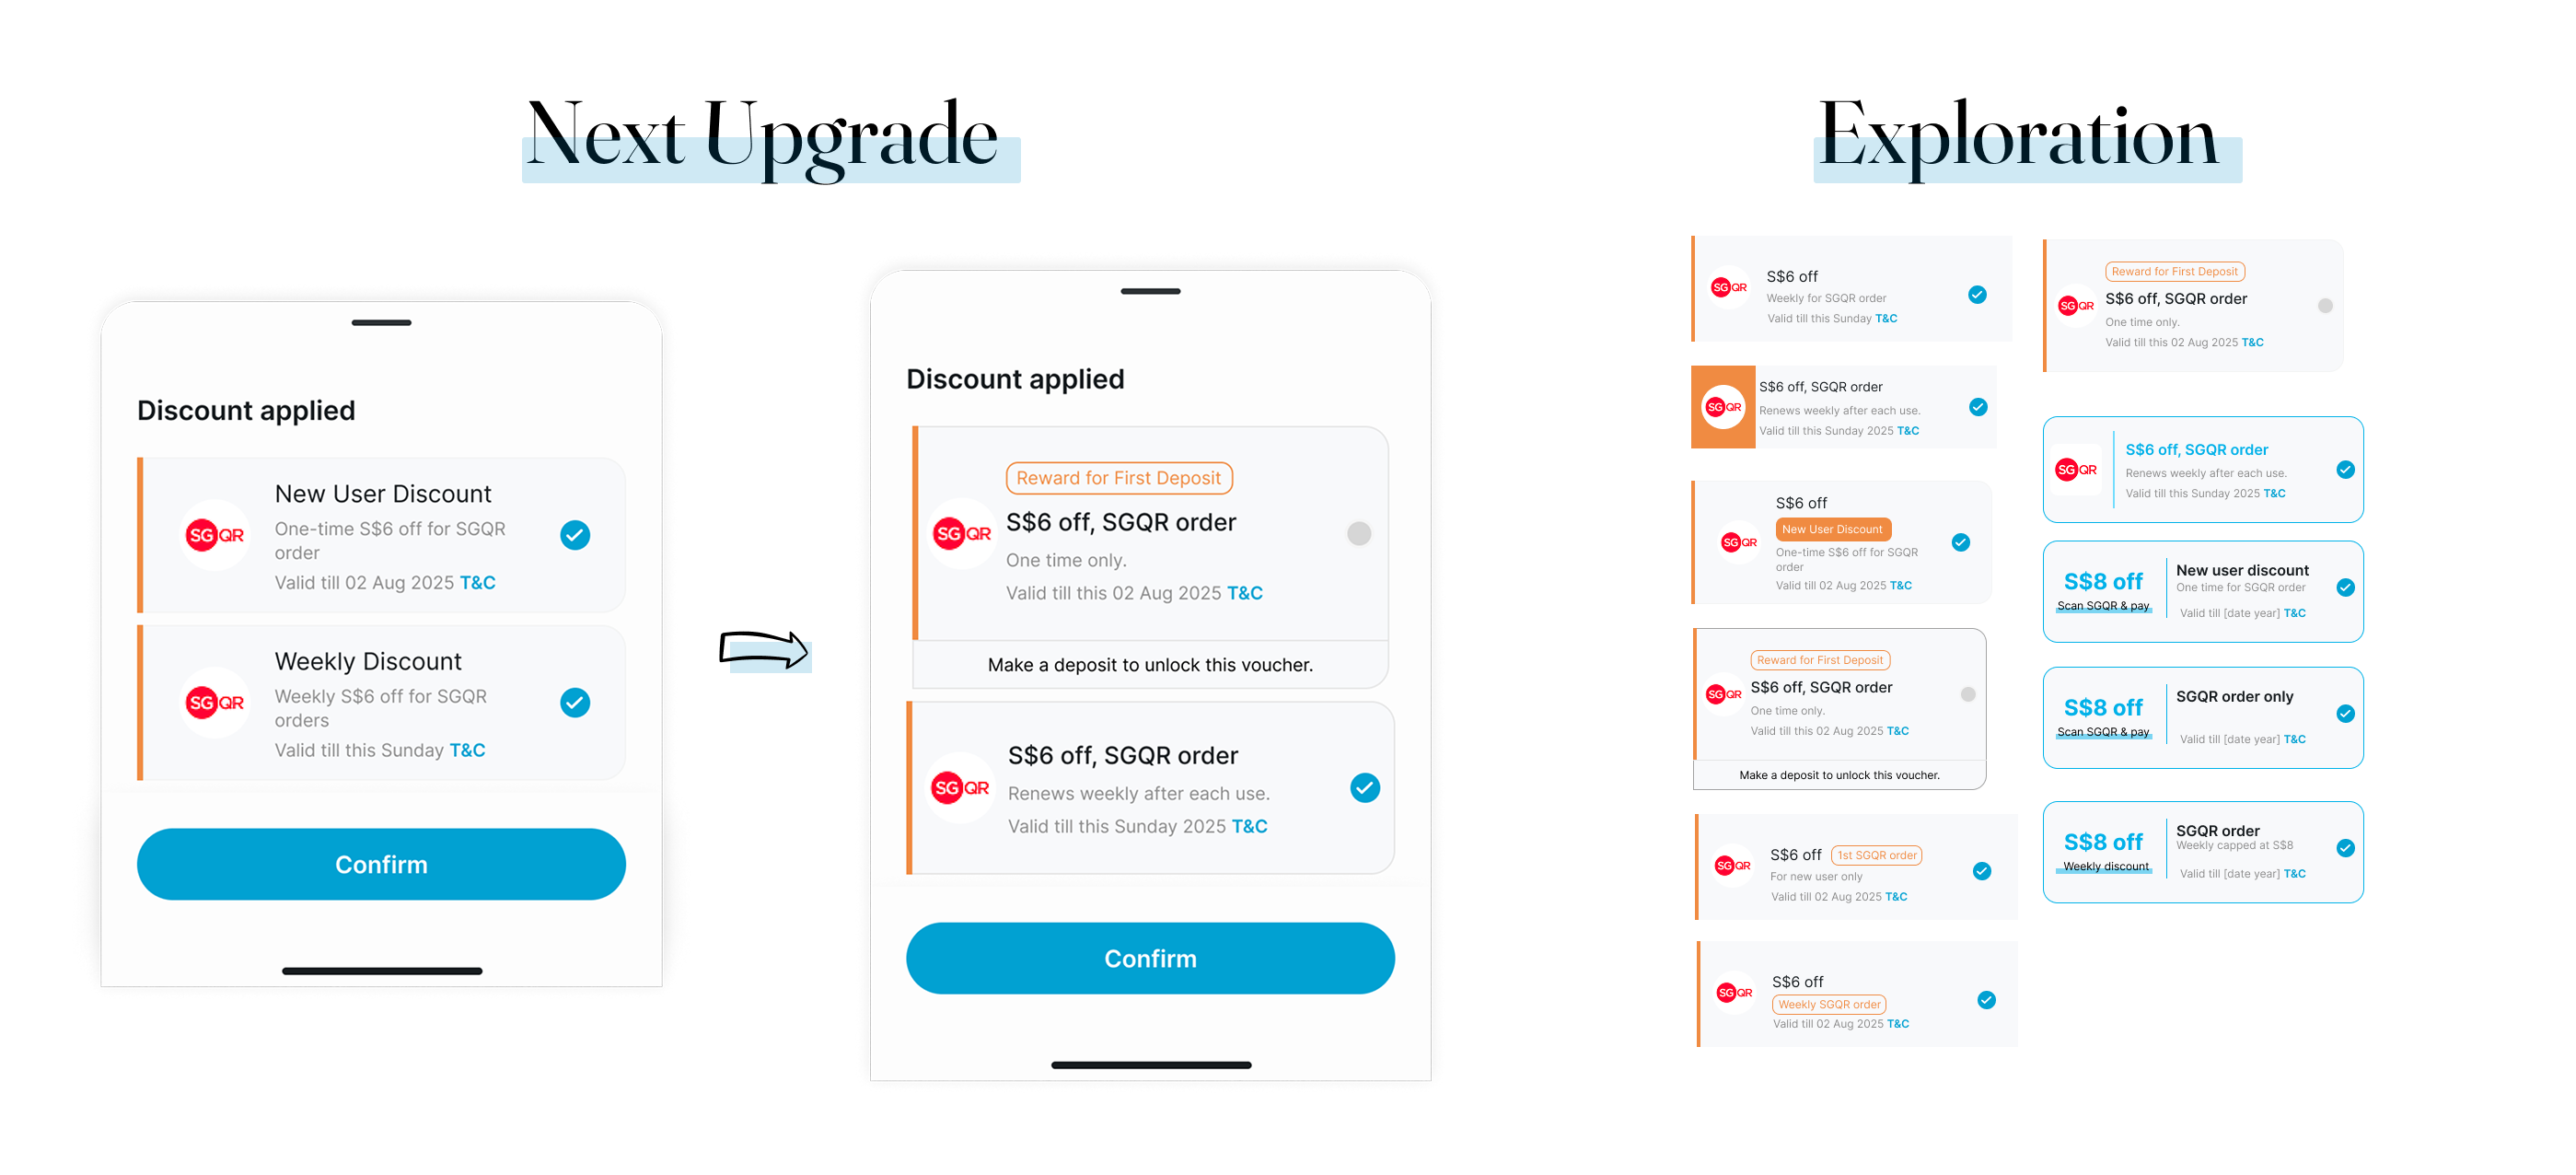 Next Upgrade
Discount applied
SGQR
New User Discount
One-time S$6 off for SGQR
order
Valid till 02 Aug 2025 T&C
SGQR
Weekly Discount
Weekly S$6 off for SGQR
orders
Valid till this Sunday T&C
Confirm
Discount applied
Reward for First Deposit
SGQR
S$6 off, SGQR order
One time only.
Valid till this 02 Aug 2025 T&C
Make a deposit to unlock this voucher.
SGQR
S$6 off, SGQR order
Renews weekly after each use.
Valid till this Sunday 2025 T&C
Confirm
Exploration
SGQR
S$6 off
Weekly for SGQR order
Valid till this Sunday T&C
SGQR
S$6 off, SGQR order
Renews weekly after each use.
Valid till this Sunday 2025 T&C
SGQR
S$6 off
New User Discount
One-time S$6 off for SGQR
order
Valid till 02 Aug 2025 T&C
Reward for First Deposit
SGQR
S$6 off, SGQR order
One time only.
Valid till this 02 Aug 2025 T&C
Make a deposit to unlock this voucher.
SGQR
S$6 off 1st SGQR order
For new user only
Valid till 02 Aug 2025 T&C
SGQR
S$6 off
Weekly SGQR order
Valid till 02 Aug 2025 T&C
Reward for First Deposit
SGQR
S$6 off, SGQR order
One time only.
Valid till this 02 Aug 2025 T&C
SGQR
S$6 off, SGQR order
Renews weekly after each use.
Valid till this Sunday 2025 T&C
S$8 off
Scan SGQR & pay
New user discount
One time for SGQR order
Valid till [date year] T&C
S$8 off
Scan SGQR & pay
SGQR order only
Valid till [date year] T&C
S$8 off
Weekly discount
SGQR order
Weekly capped at S$8
Valid till [date year] T&C